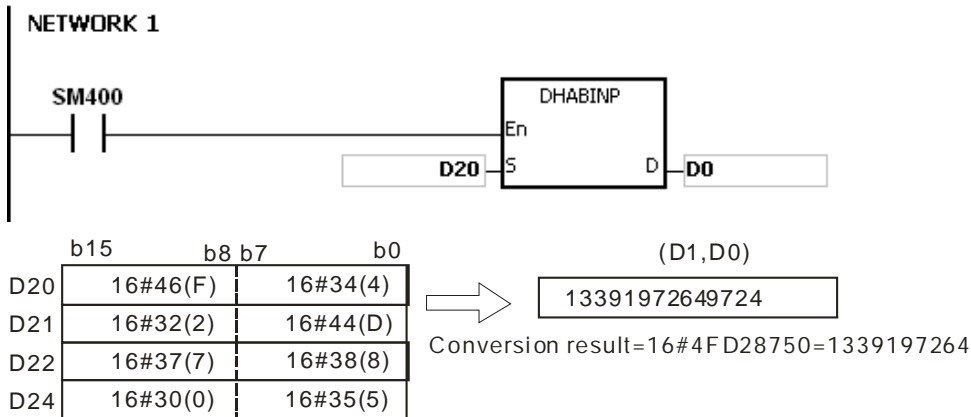 NETWORK 1
SM400
DHABINP
En
D20 S D D0
b15 b8 b7 b0 (D1,D0)
D20 16#46(F) 16#34(4) 13391972649724
D21 16#32(2) 16#44(D)
D22 16#37(7) 16#38(8) Conversion result=16#4FD28750=1339197264
D24 16#30(0) 16#35(5)